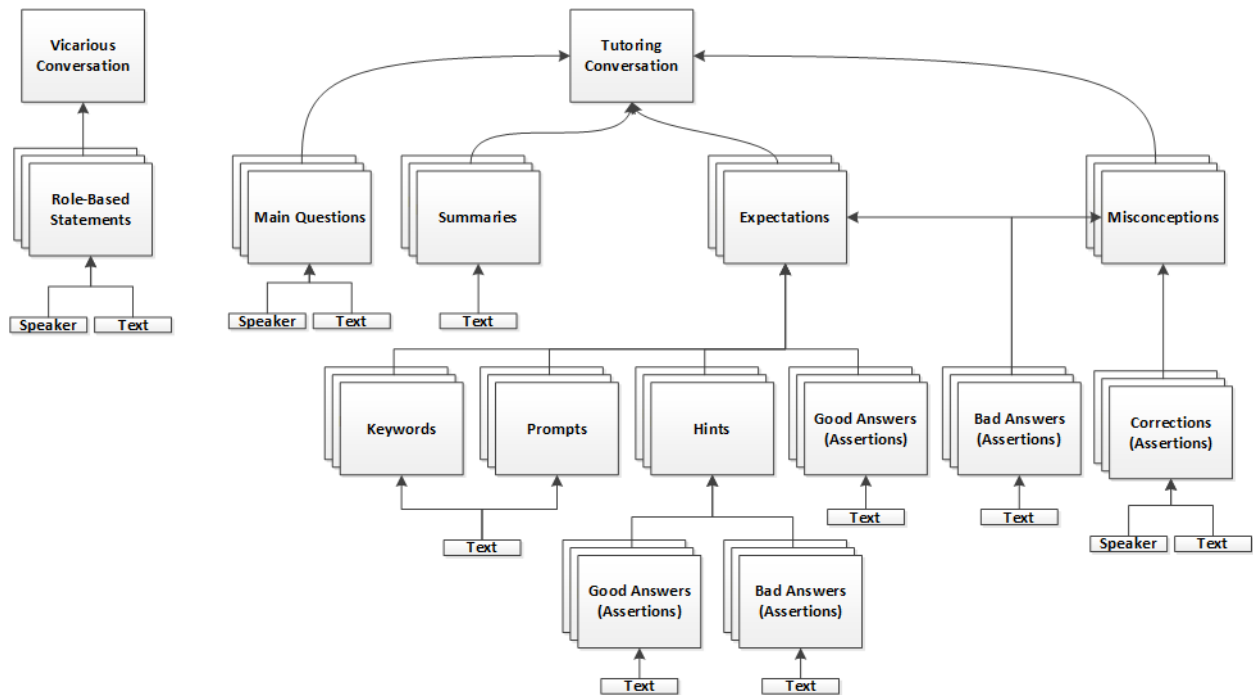 Vicarious
Conversation
Tutoring
Conversation
Role-Based
Statements
Main Questions
Summaries
Expectations
Misconceptions
Speaker
Text
Speaker
Text
Text
Keywords
Prompts
Hints
Good Answers
(Assertions)
Bad Answers
(Assertions)
Corrections
(Assertions)
Text
Text
Text
Speaker
Text
Good Answers
(Assertions)
Bad Answers
(Assertions)
Text
Text